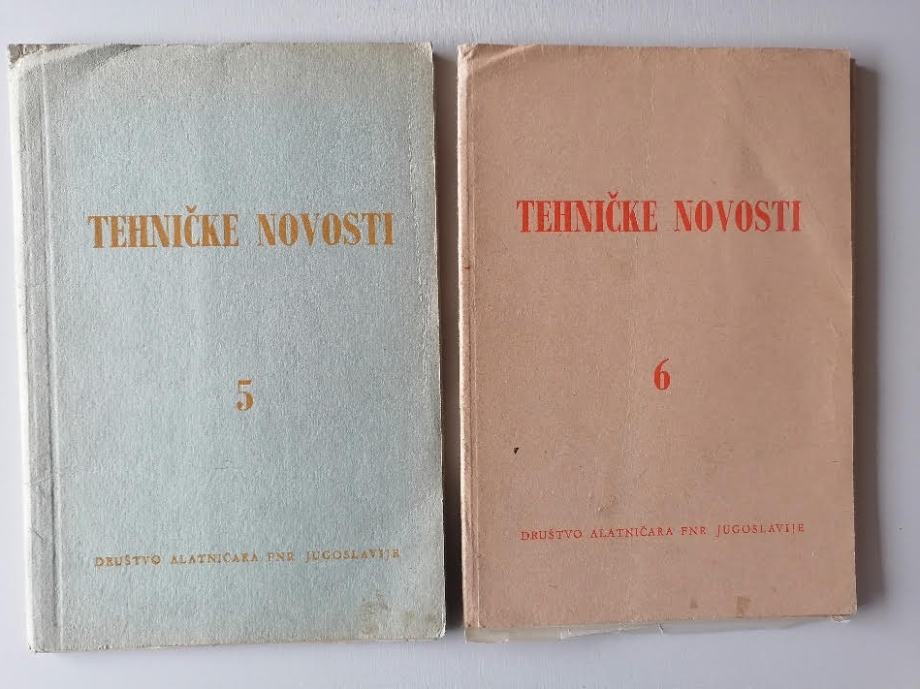 TEHNIČKE NOVOSTI
5
DRUŠTVO ALATNIČARA FNR JUGOSLAVIJE
TEHNIČKE NOVOSTI
6
DRUŠTVO ALATNIČARA FNR JUGOSLAVIJE